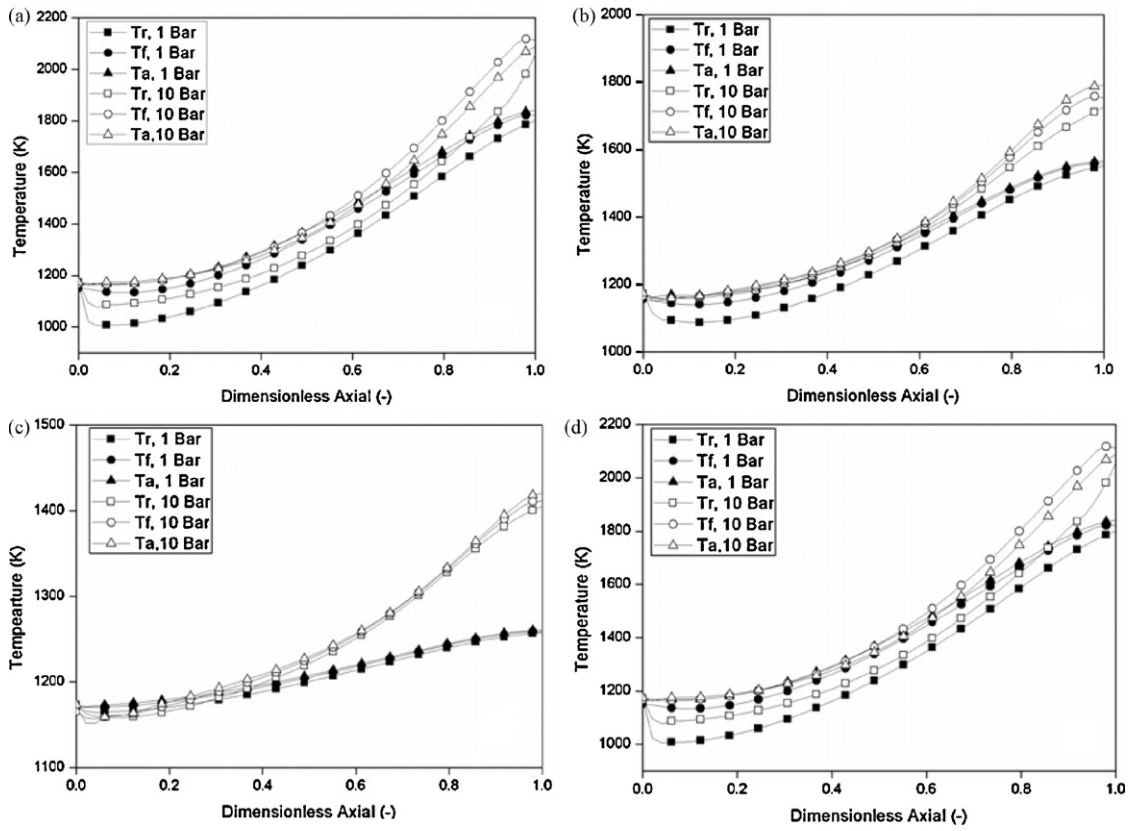 (a)
2200
2000
1800
1600
1400
1200
1000
Temperature (K)
Tr, 1 Bar
Tf, 1 Bar
Ta, 1 Bar
Tr, 10 Bar
Tf, 10 Bar
Ta,10 Bar
0.0 0.2 0.4 0.6 0.8 1.0
Dimensionless Axial (-)
(b)
2000
1800
1600
1400
1200
1000
Temperature (K)
Tr, 1 Bar
Tf, 1 Bar
Ta, 1 Bar
Tr, 10 Bar
Tf, 10 Bar
Ta,10 Bar
0.0 0.2 0.4 0.6 0.8 1.0
Dimensionless Axial (-)
(c)
1500
1400
1300
1200
1100
Tempearture (K)
Tr, 1 Bar
Tf, 1 Bar
Ta, 1 Bar
Tr, 10 Bar
Tf, 10 Bar
Ta,10 Bar
0.0 0.2 0.4 0.6 0.8 1.0
Dimensionless Axial (-)
(d)
2200
2000
1800
1600
1400
1200
1000
Temperature (K)
Tr, 1 Bar
Tf, 1 Bar
Ta, 1 Bar
Tr, 10 Bar
Tf, 10 Bar
Ta,10 Bar
0.0 0.2 0.4 0.6 0.8 1.0
Dimensionless Axial (-)